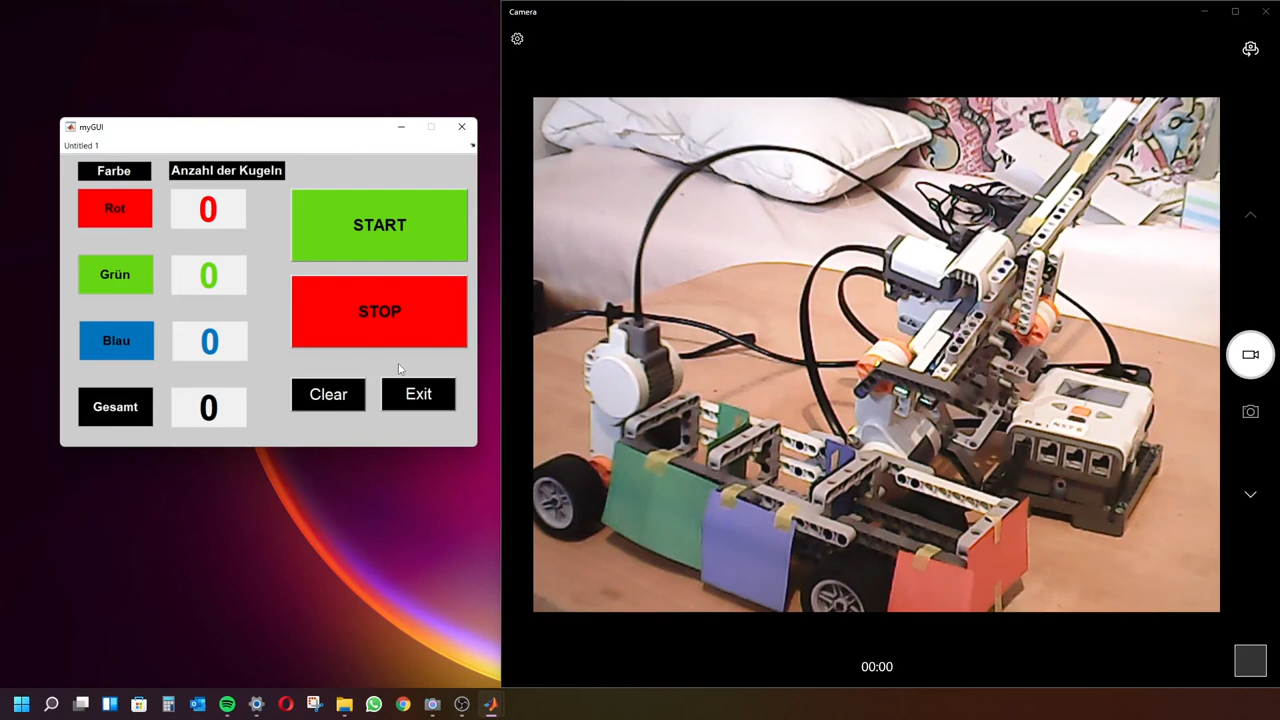 Camera
myGUI
Untitled 1
Farbe
Anzahl der Kugeln
Rot
0
START
Grün
0
STOP
Blau
0
Clear
Exit
Gesamt
0
00:00